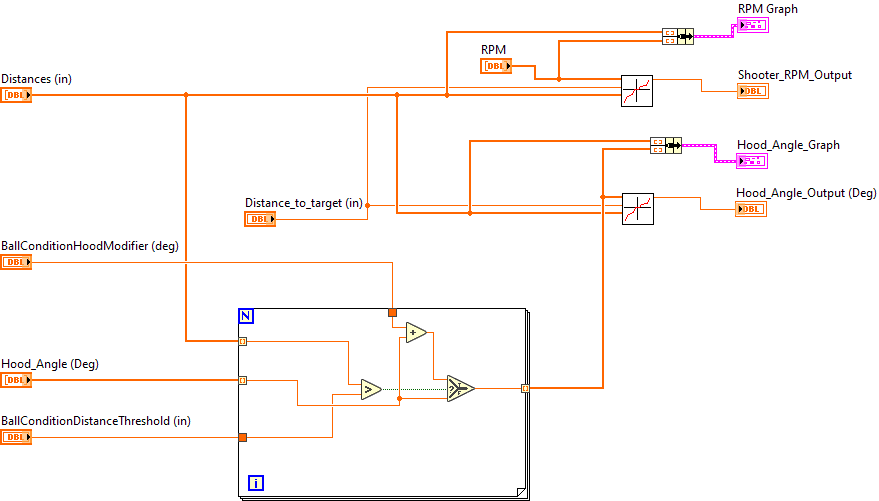 RPM Graph
RPM
DBL
Shooter_RPM_Output
DBL
Distances (in)
DBL
Hood_Angle_Graph
Hood_Angle_Output (Deg)
DBL
Distance_to_target (in)
DBL
BallConditionHoodModifier (deg)
DBL
N
+
Hood_Angle (Deg)
DBL
>
?
T
F
BallConditionDistanceThreshold (in)
DBL
i